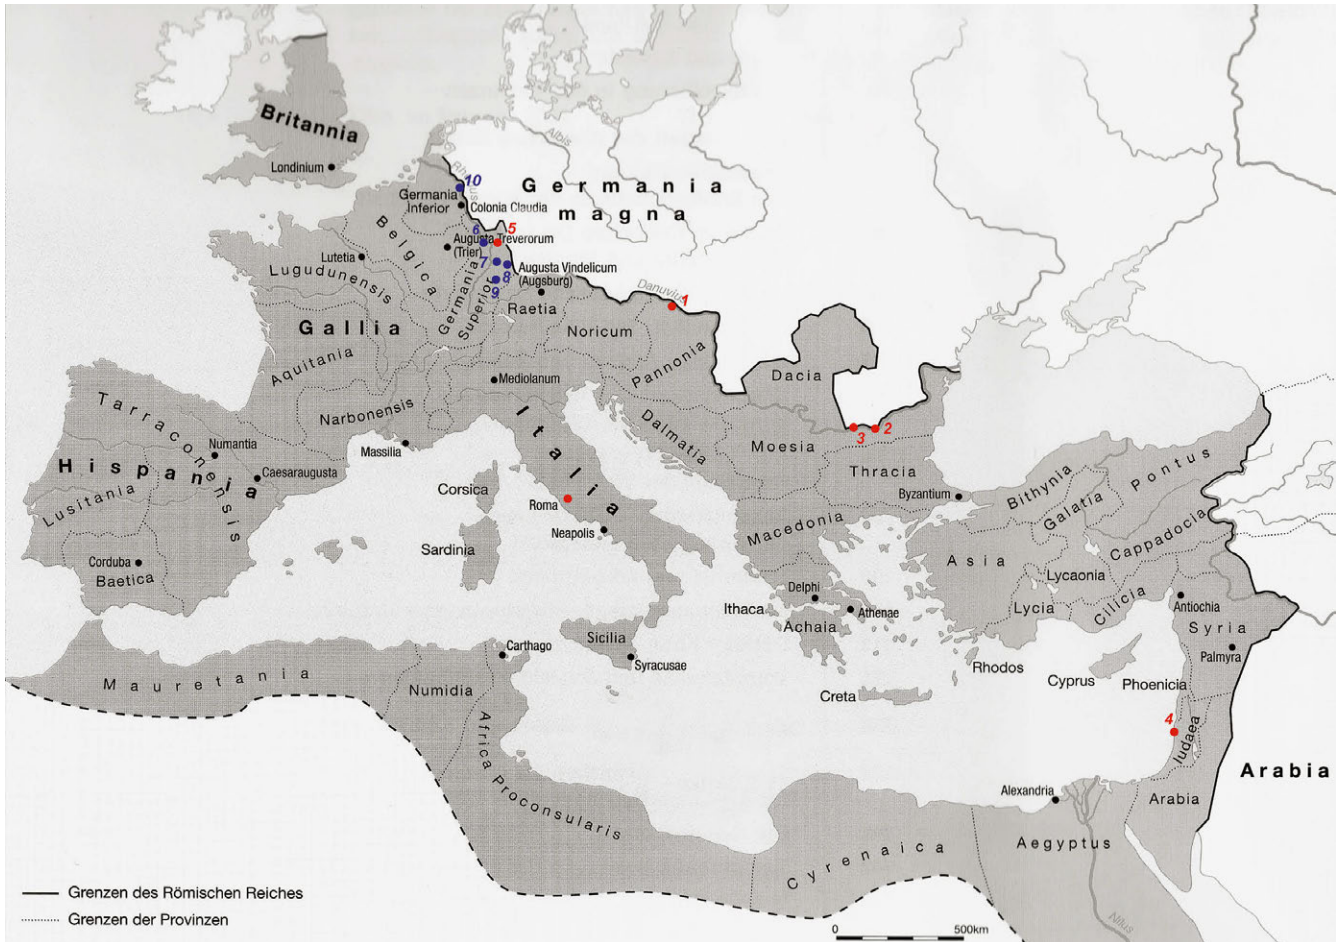 Britannia
Londinium
Albis
Rhenus
10
Germania
magna
Germania
Inferior
Colonia Claudia
Belgica
6
5
Augusta Treverorum
(Trier)
Lutetia
Lugudunensis
7
8
9
Augusta Vindelicum
(Augsburg)
Germania
Superior
Raetia
Danuvius
1
Gallia
Noricum
Pannonia
Aquitania
Mediolanum
Dacia
Narbonensis
Tarraconensis
Numantia
Massilia
Italia
Dalmatia
Moesia
3
2
Hispania
Caesaraugusta
Thracia
Lusitania
Corsica
Roma
Byzantium
Bithynia
Pontus
Galatia
Neapolis
Macedonia
Cappadocia
Sardinia
Corduba
Baetica
Asia
Lycaonia
Delphi
Ithaca
Athenae
Achaia
Lycia
Cilicia
Antiochia
Syria
Carthago
Sicilia
Syracusae
Palmyra
Rhodos
Cyprus
Phoenicia
Mauretania
Numidia
Creta
4
Iudaea
Africa Proconsularis
Arabia
Alexandria
Arabia
Aegyptus
Cyrenaica
Nilus
Grenzen des Römischen Reiches
Grenzen der Provinzen
0
500km